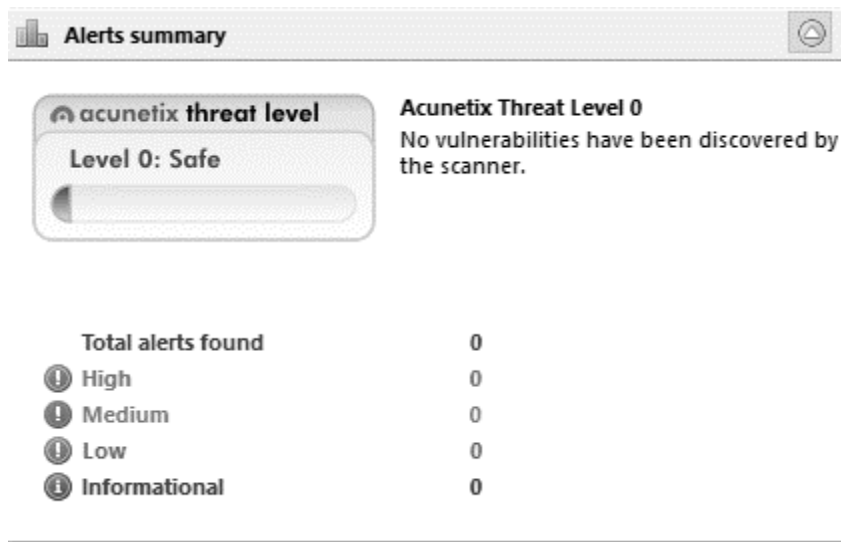 Alerts summary
acunetix threat level
Level 0: Safe
Acunetix Threat Level 0
No vulnerabilities have been discovered by
the scanner.
Total alerts found 0
High 0
Medium 0
Low 0
Informational 0